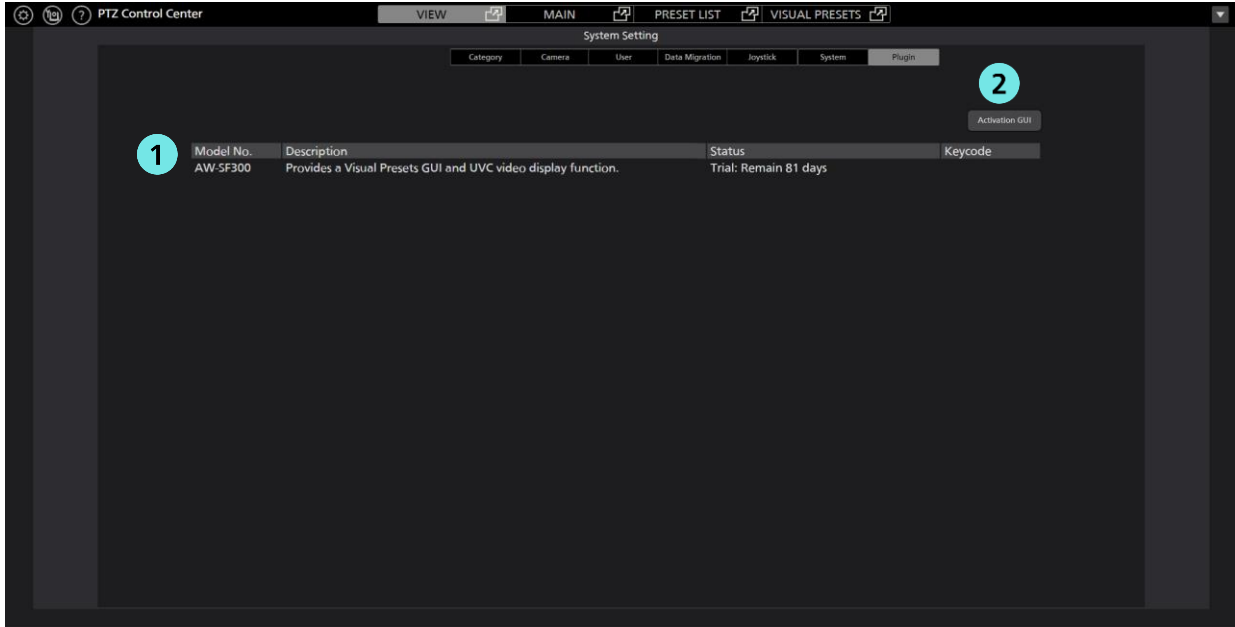 ? PTZ Control Center VIEW MAIN PRESET LIST VISUAL PRESETS
System Setting
Category Camera User Data Migration Joystick System Plugin
2
Activation GUI
1
Model No. Description Status Keycode
AW-SF300 Provides a Visual Presets GUI and UVC video display function. Trial: Remain 81 days